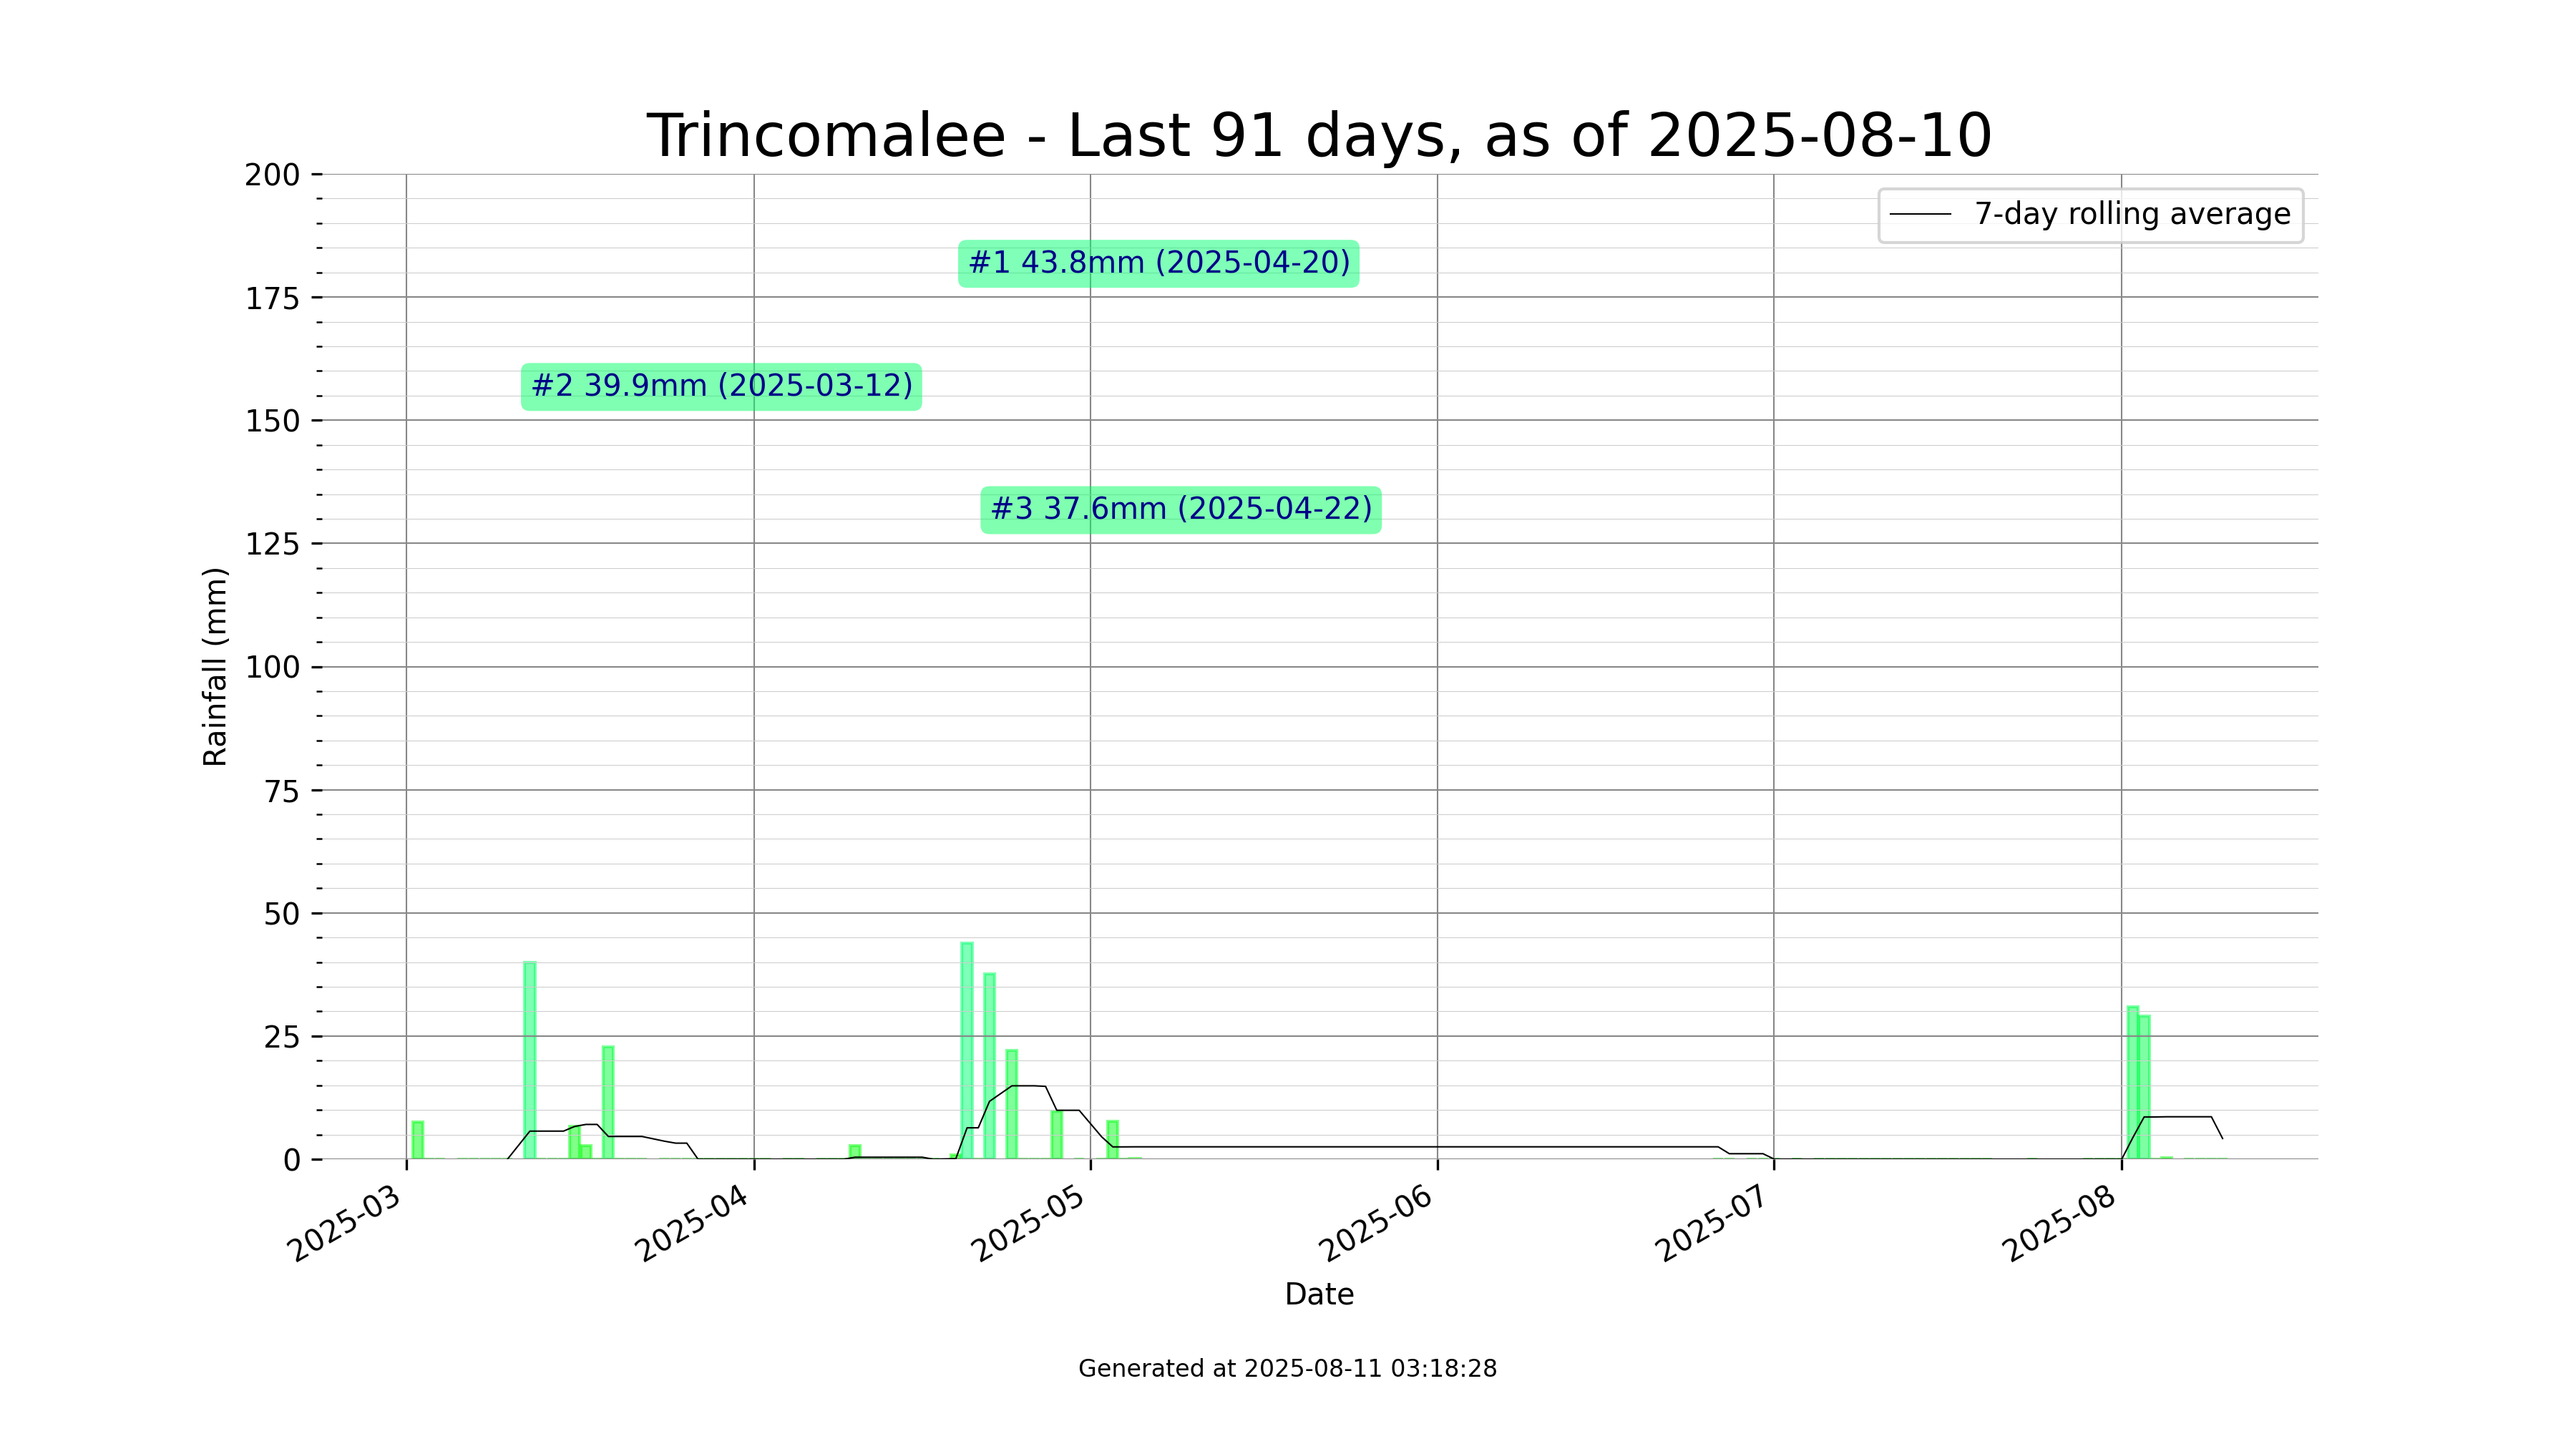 Trincomalee - Last 91 days, as of 2025-08-10
7-day rolling average
#1 43.8mm (2025-04-20)
#2 39.9mm (2025-03-12)
#3 37.6mm (2025-04-22)
Rainfall (mm)
200
175
150
125
100
75
50
25
0
2025-03
2025-04
2025-05
2025-06
2025-07
2025-08
Date
Generated at 2025-08-11 03:18:28